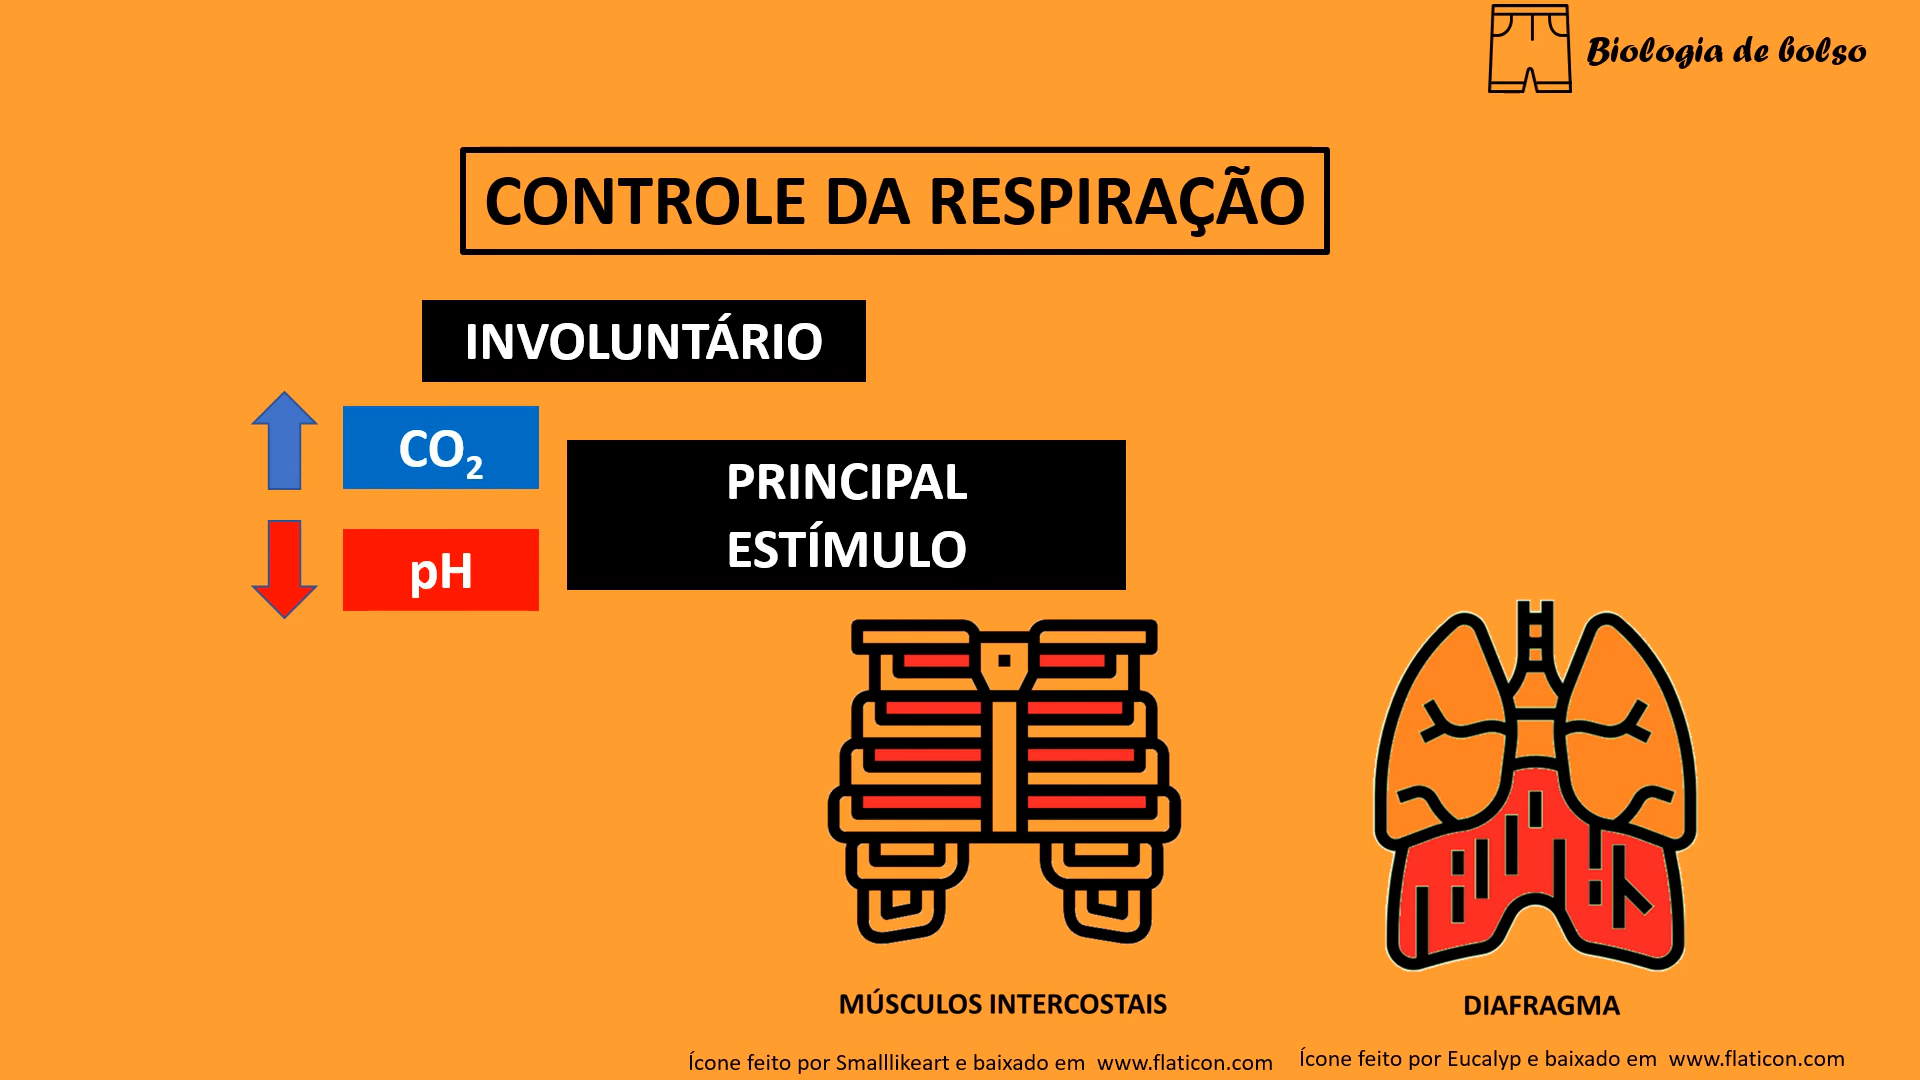 Biologia de bolso
CONTROLE DA RESPIRAÇÃO
INVOLUNTÁRIO
CO₂
PRINCIPAL
ESTÍMULO
pH
MÚSCULOS INTERCOSTAIS
DIAFRAGMA
Ícone feito por Smalllikeart e baixado em www.flaticon.com
Ícone feito por Eucalyp e baixado em www.flaticon.com